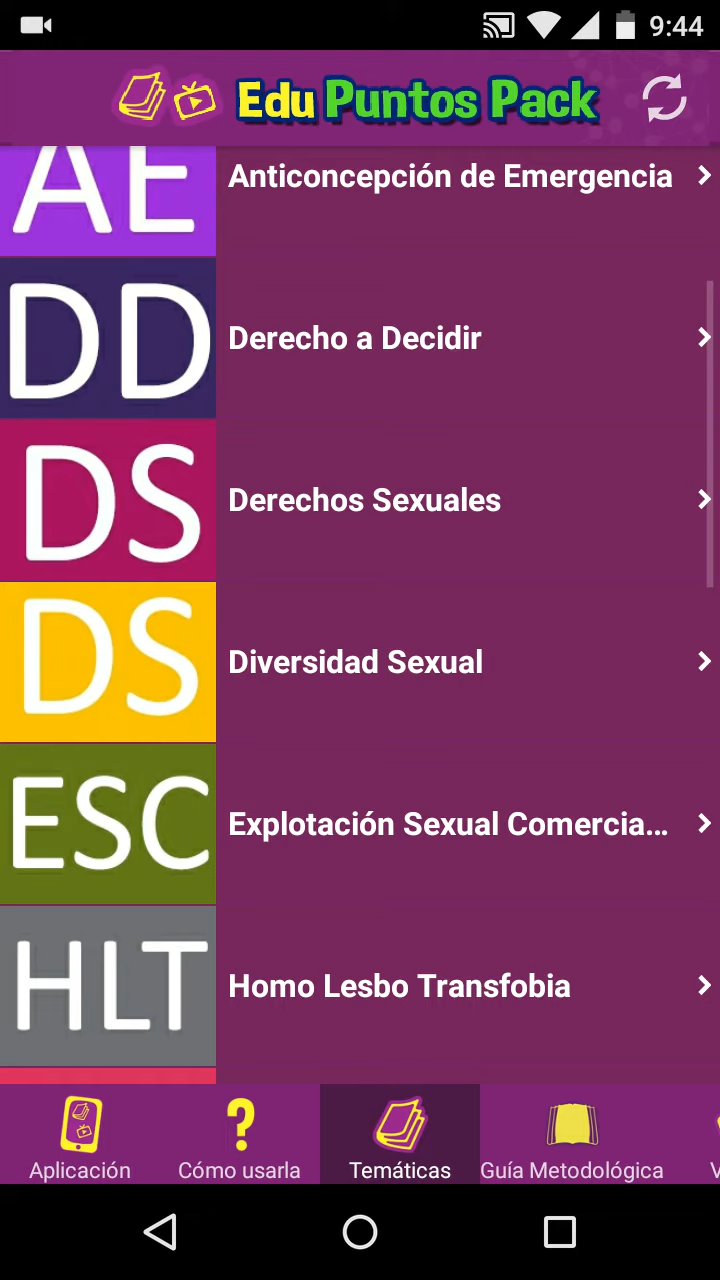 9:44
Edu Puntos Pack
AE
Anticoncepción de Emergencia
DD
Derecho a Decidir
DS
Derechos Sexuales
DS
Diversidad Sexual
ESC
Explotación Sexual Comercia...
HLT
Homo Lesbo Transfobia
Aplicación
Cómo usarla
Temáticas
Guía Metodológica